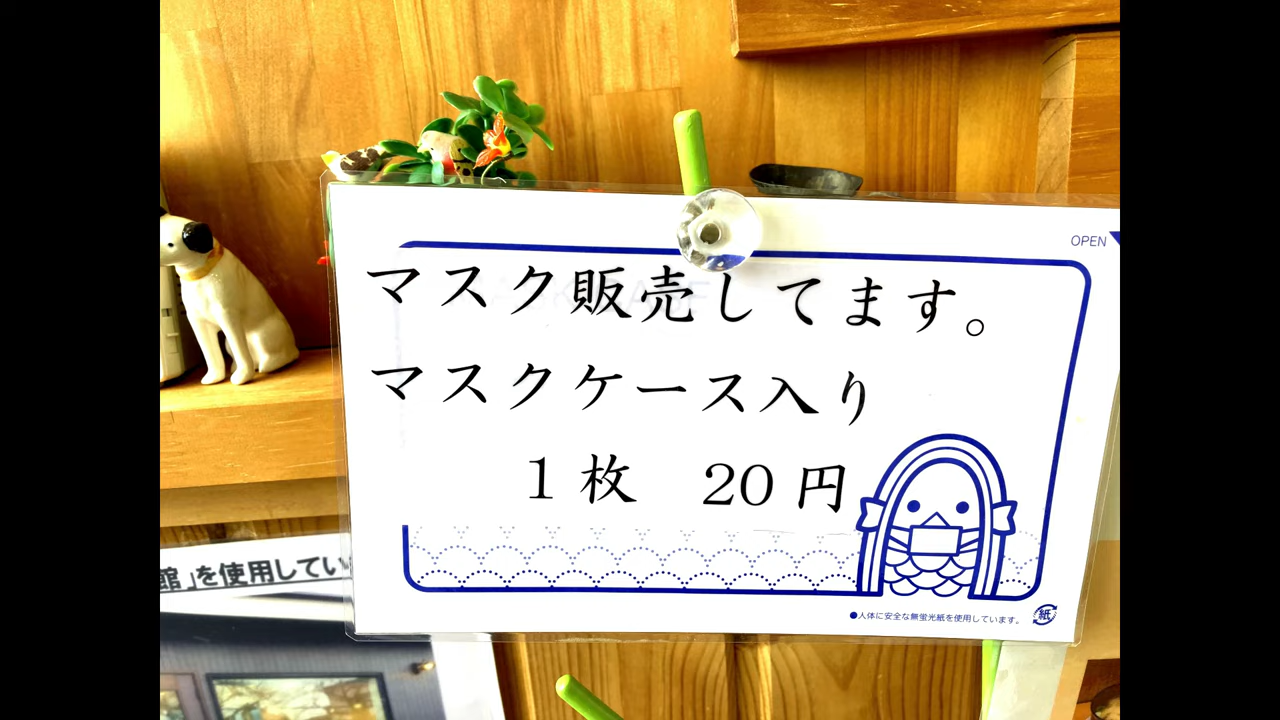 OPEN
マスク販売してます。
マスクケース入り
1枚 20円
●人体に安全な無蛍光紙を使用しています。
紙
館」を使用してい